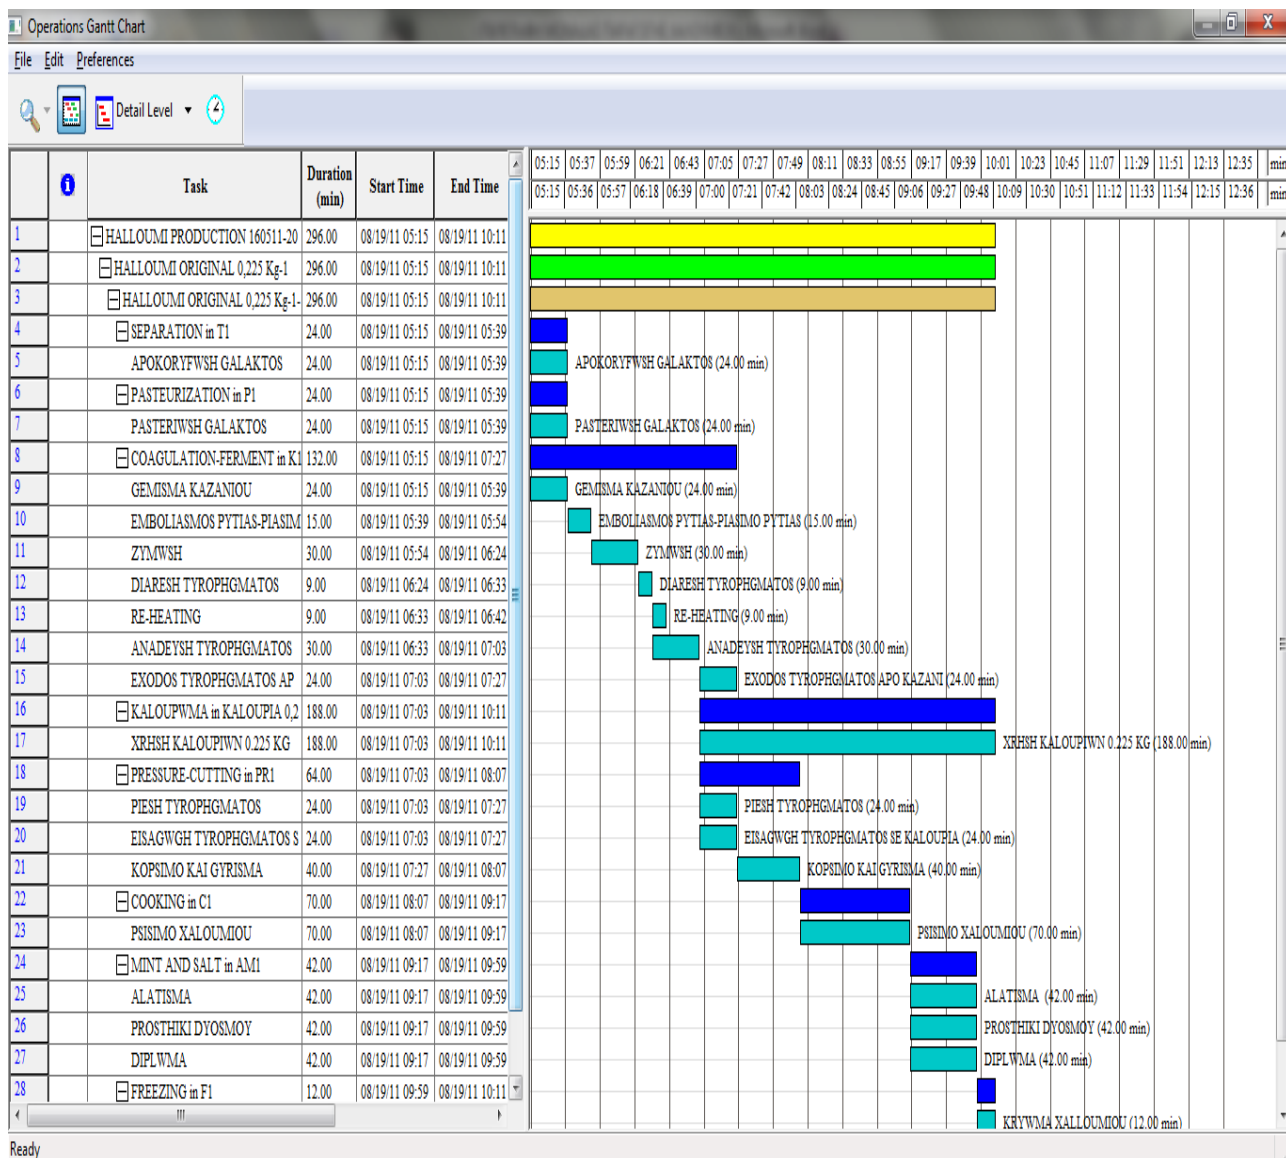 Operations Gantt Chart
File Edit Preferences
Detail Level
Task Duration (min) Start Time End Time
05:15 05:37 05:59 06:21 06:43 07:05 07:27 07:49 08:11 08:33 08:55 09:17 09:39 10:01 10:23 10:45 11:07 11:29 11:51 12:13 12:35 min
05:15 05:36 05:57 06:18 06:39 07:00 07:21 07:42 08:03 08:24 08:45 09:06 09:27 09:48 10:09 10:30 10:51 11:12 11:33 11:54 12:15 12:36 min
1 HALLOUMI PRODUCTION 160511-20 296.00 08/19/11 05:15 08/19/11 10:11
2 HALLOUMI ORIGINAL 0,225 Kg-1 296.00 08/19/11 05:15 08/19/11 10:11
3 HALLOUMI ORIGINAL 0,225 Kg-1- 296.00 08/19/11 05:15 08/19/11 10:11
4 SEPARATION in T1 24.00 08/19/11 05:15 08/19/11 05:39
5 APOKORYFWSH GALAKTOS 24.00 08/19/11 05:15 08/19/11 05:39 APOKORYFWSH GALAKTOS (24.00 min)
6 PASTEURIZATION in P1 24.00 08/19/11 05:15 08/19/11 05:39
7 PASTERIWSH GALAKTOS 24.00 08/19/11 05:15 08/19/11 05:39 PASTERIWSH GALAKTOS (24.00 min)
8 COAGULATION-FERMENT in K1 132.00 08/19/11 05:15 08/19/11 07:27
9 GEMISMA KAZANIOU 24.00 08/19/11 05:15 08/19/11 05:39 GEMISMA KAZANIOU (24.00 min)
10 EMBOLIASMOS PYTIAS-PIASIM 15.00 08/19/11 05:39 08/19/11 05:54 EMBOLIASMOS PYTIAS-PIASIMO PYTIAS (15.00 min)
11 ZYMWSH 30.00 08/19/11 05:54 08/19/11 06:24 ZYMWSH (30.00 min)
12 DIARESH TYROPHGMATOS 9.00 08/19/11 06:24 08/19/11 06:33 DIARESH TYROPHGMATOS (9.00 min)
13 RE-HEATING 9.00 08/19/11 06:33 08/19/11 06:42 RE-HEATING (9.00 min)
14 ANADEYSH TYROPHGMATOS 30.00 08/19/11 06:33 08/19/11 07:03 ANADEYSH TYROPHGMATOS (30.00 min)
15 EXODOS TYROPHGMATOS AP 24.00 08/19/11 07:03 08/19/11 07:27 EXODOS TYROPHGMATOS APO KAZANI (24.00 min)
16 KALOUPWMA in KALOUPIA 0,2 188.00 08/19/11 07:03 08/19/11 10:11
17 XRHSH KALOUPIWN 0.225 KG 188.00 08/19/11 07:03 08/19/11 10:11 XRHSH KALOUPIWN 0.225 KG (188.00 min)
18 PRESSURE-CUTTING in PR1 64.00 08/19/11 07:03 08/19/11 08:07
19 PIESH TYROPHGMATOS 24.00 08/19/11 07:03 08/19/11 07:27 PIESH TYROPHGMATOS (24.00 min)
20 EISAGWGH TYROPHGMATOS S 24.00 08/19/11 07:03 08/19/11 07:27 EISAGWGH TYROPHGMATOS SE KALOUPIA (24.00 min)
21 KOPSIMO KAI GYRISMA 40.00 08/19/11 07:27 08/19/11 08:07 KOPSIMO KAI GYRISMA (40.00 min)
22 COOKING in C1 70.00 08/19/11 08:07 08/19/11 09:17
23 PSISIMO XALOUMIOU 70.00 08/19/11 08:07 08/19/11 09:17 PSISIMO XALOUMIOU (70.00 min)
24 MINT AND SALT in AM1 42.00 08/19/11 09:17 08/19/11 09:59
25 ALATISMA 42.00 08/19/11 09:17 08/19/11 09:59 ALATISMA (42.00 min)
26 PROSTHIKI DYOSMOY 42.00 08/19/11 09:17 08/19/11 09:59 PROSTHIKI DYOSMOY (42.00 min)
27 DIPLWMA 42.00 08/19/11 09:17 08/19/11 09:59 DIPLWMA (42.00 min)
28 FREEZING in F1 12.00 08/19/11 09:59 08/19/11 10:11
KRYWMA XALLOUMIOU (12.00 min)
Ready